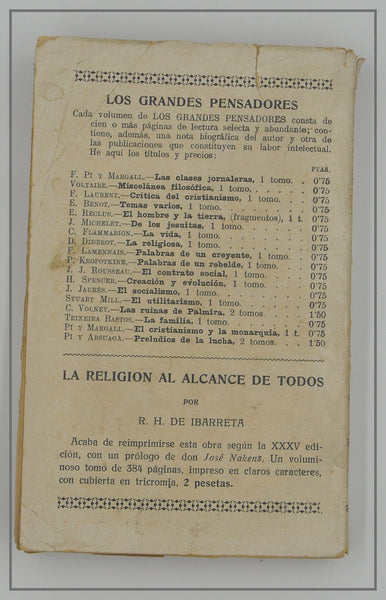 LOS GRANDES PENSADORES
Cada volumen de LOS GRANDES PENSADORES consta de
cien o más páginas de lectura selecta y abundante; con-
tiene, además, una nota biográfica del autor y otra de
las publicaciones que constituyen su labor intelectual.
He aquí los títulos y precios:
PTAS.
F. PI Y MARGALL.—Las clases jornaleras, 1 tomo. . 0'75
VOLTAIRE.—Miscelánea filosófica, 1 tomo. . . . . 0'75
F. LAURENT.—Crítica del cristianismo, 1 tomo. . . 0'75
E. BENOT.—Temas varios, 1 tomo. . . . . . . 0'75
E. RECLUS.—El hombre y la tierra, (fragmentos), 1 t. 0'75
J. MICHELET.—De los jesuítas, 1 tomo. . . . . . 0'75
C. FLAMMARION.—La vida, 1 tomo. . . . . . . 0'75
D. DIDEROT.—La religiosa, 1 tomo. . . . . . . 0'75
F. LAMENNAIS.—Palabras de un creyente, 1 tomo. . 0'75
P. KROPOTKINE.—Palabras de un rebelde, 1 tomo. . 0'75
J. J. ROUSSEAU.—El contrato social, 1 tomo. . . . 0'75
H. SPENCER.—Creación y evolución, 1 tomo. . . . 0'75
J. JAURÉS.—El socialismo, 1 tomo. . . . . . . 0'75
STUART MILL.—El utilitarismo, 1 tomo. . . . . . 0'75
C. VOLNEY.—Las ruinas de Palmira, 2 tomos. . . . 1'50
TEIXEIRA BASTOS.—La familia, 1 tomo. . . . . . 0'75
PI Y MARGALL.—El cristianismo y la monarquía, 1 t. 0'75
PI Y ARSUAGA.—Preludios de la lucha, 2 tomos. . . 1'50
LA RELIGION AL ALCANCE DE TODOS
POR
R. H. DE IBARRETA
Acaba de reimprimirse esta obra según la XXXV edi-
ción, con un prólogo de don José Nakens. Un volumi-
noso tomo de 384 páginas, impreso en claros caracteres,
con cubierta en tricromía, 2 pesetas.